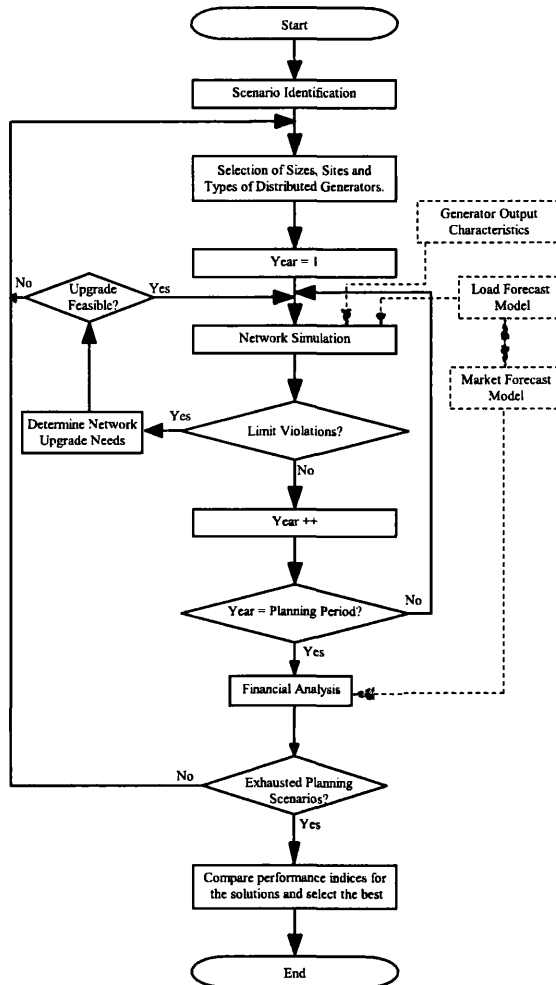 Start
Scenario Identification
Selection of Sizes, Sites and
Types of Distributed Generators.
Generator Output
Characteristics
Year = 1
No
Upgrade
Feasible?
Yes
Load Forecast
Model
Network Simulation
Market Forecast
Model
Determine Network
Upgrade Needs
Yes
Limit Violations?
No
Year ++
Year = Planning Period?
No
Yes
Financial Analysis
No
Exhausted Planning
Scenarios?
Yes
Compare performance indices for
the solutions and select the best
End